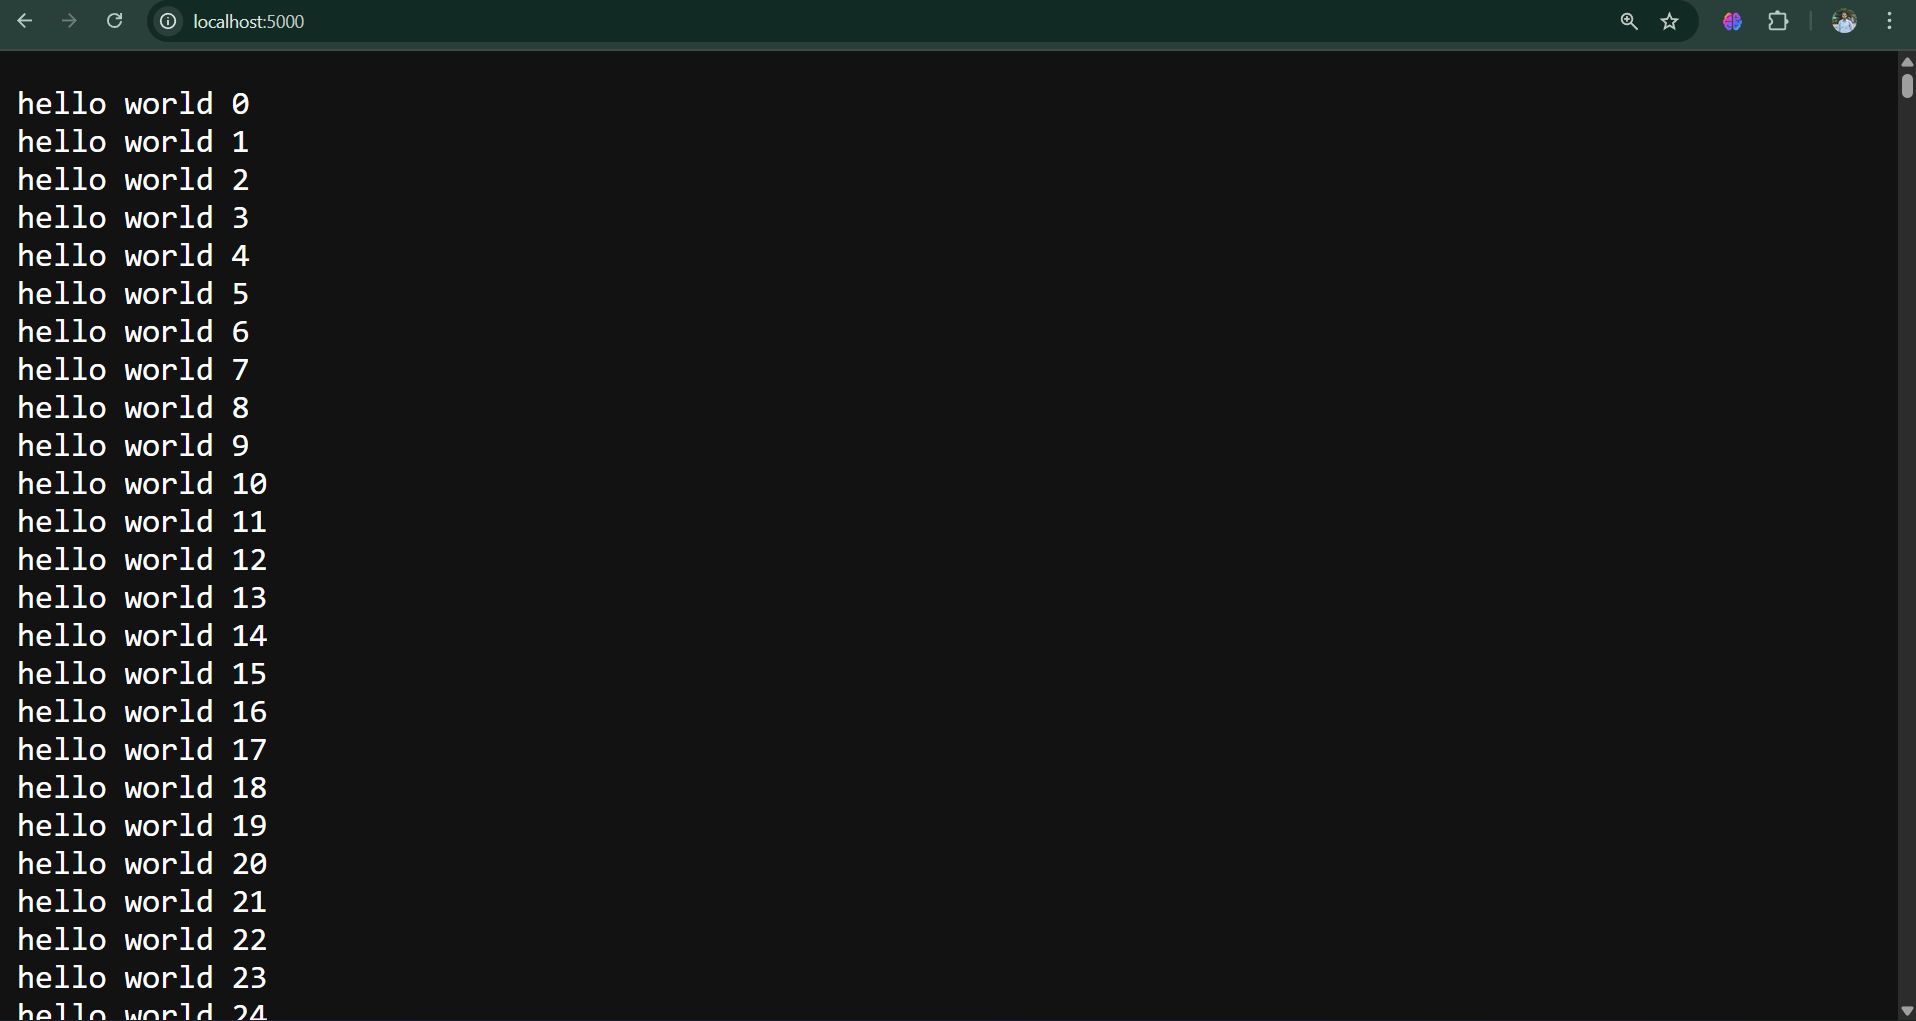 localhost:5000
hello world 0
hello world 1
hello world 2
hello world 3
hello world 4
hello world 5
hello world 6
hello world 7
hello world 8
hello world 9
hello world 10
hello world 11
hello world 12
hello world 13
hello world 14
hello world 15
hello world 16
hello world 17
hello world 18
hello world 19
hello world 20
hello world 21
hello world 22
hello world 23
hello world 24